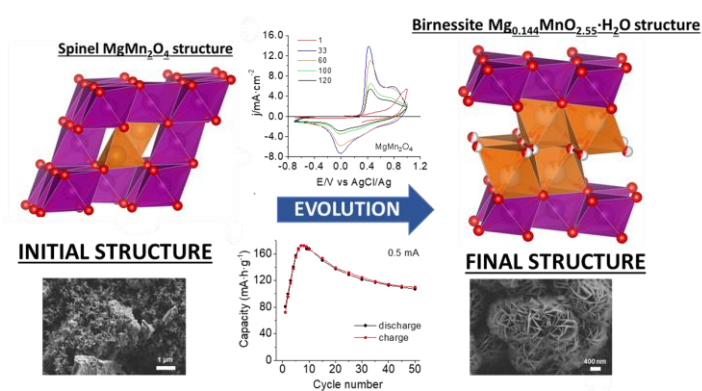 Spinel MgMn2O4 structure
Birnessite Mg0.144MnO2.55·H2O structure
j/mA·cm⁻²
16.0
12.0
8.0
4.0
0.0
-4.0
-8.0
1
33
60
100
120
MgMn₂O₄
-0.8 -0.4 0.0 0.4 0.8 1.2
E/V vs AgCl/Ag
EVOLUTION
INITIAL STRUCTURE
FINAL STRUCTURE
Capacity (mA·h·g⁻¹)
160
120
80
40
0
0.5 mA
discharge
charge
0 10 20 30 40 50
Cycle number
1 µm
400 nm